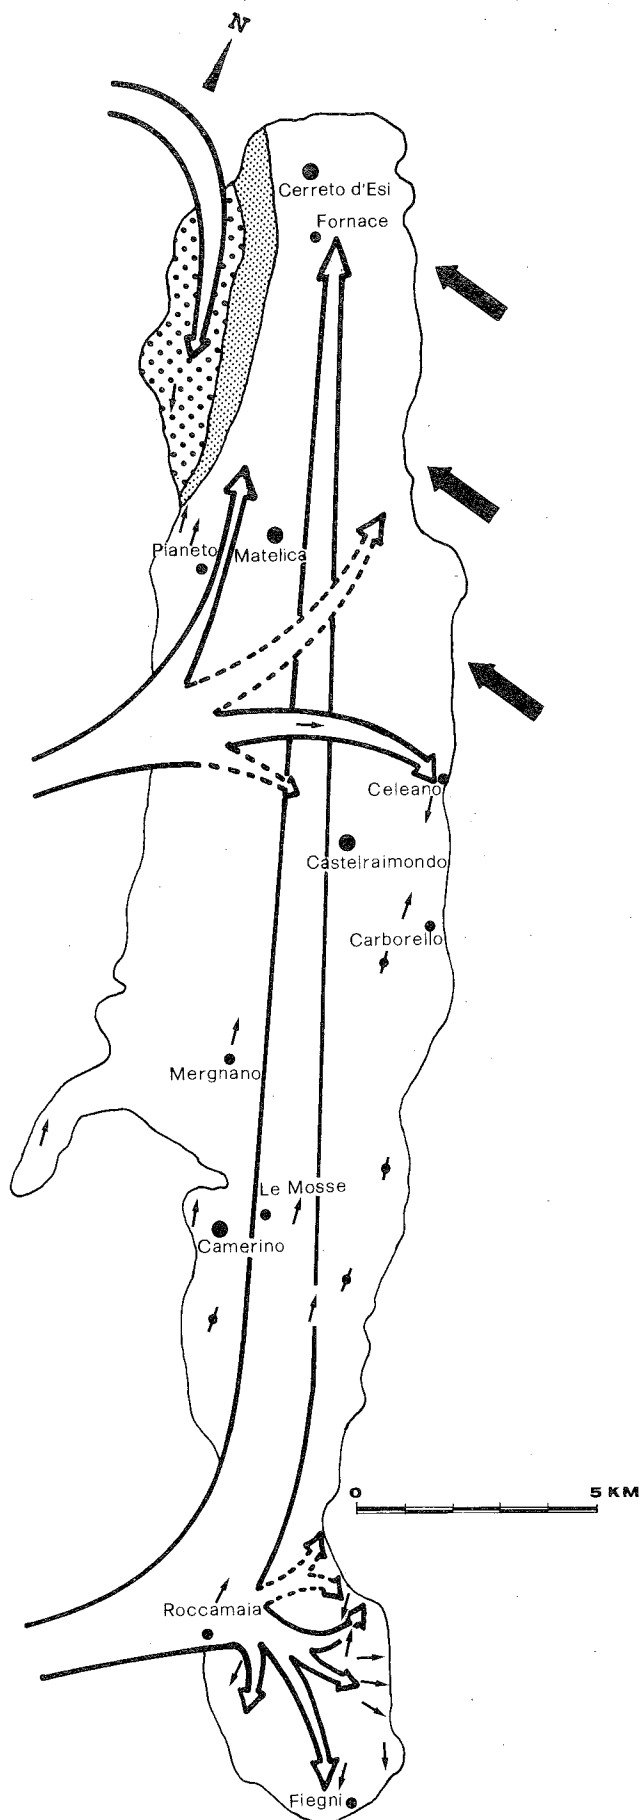 N
Cerreto d'Esi
Fornace
Pianeto
Matelica
Celeano
Castelraimondo
Carborello
Mergnano
Le Mosse
Camerino
0 5 KM
Roccamaia
Fiegni